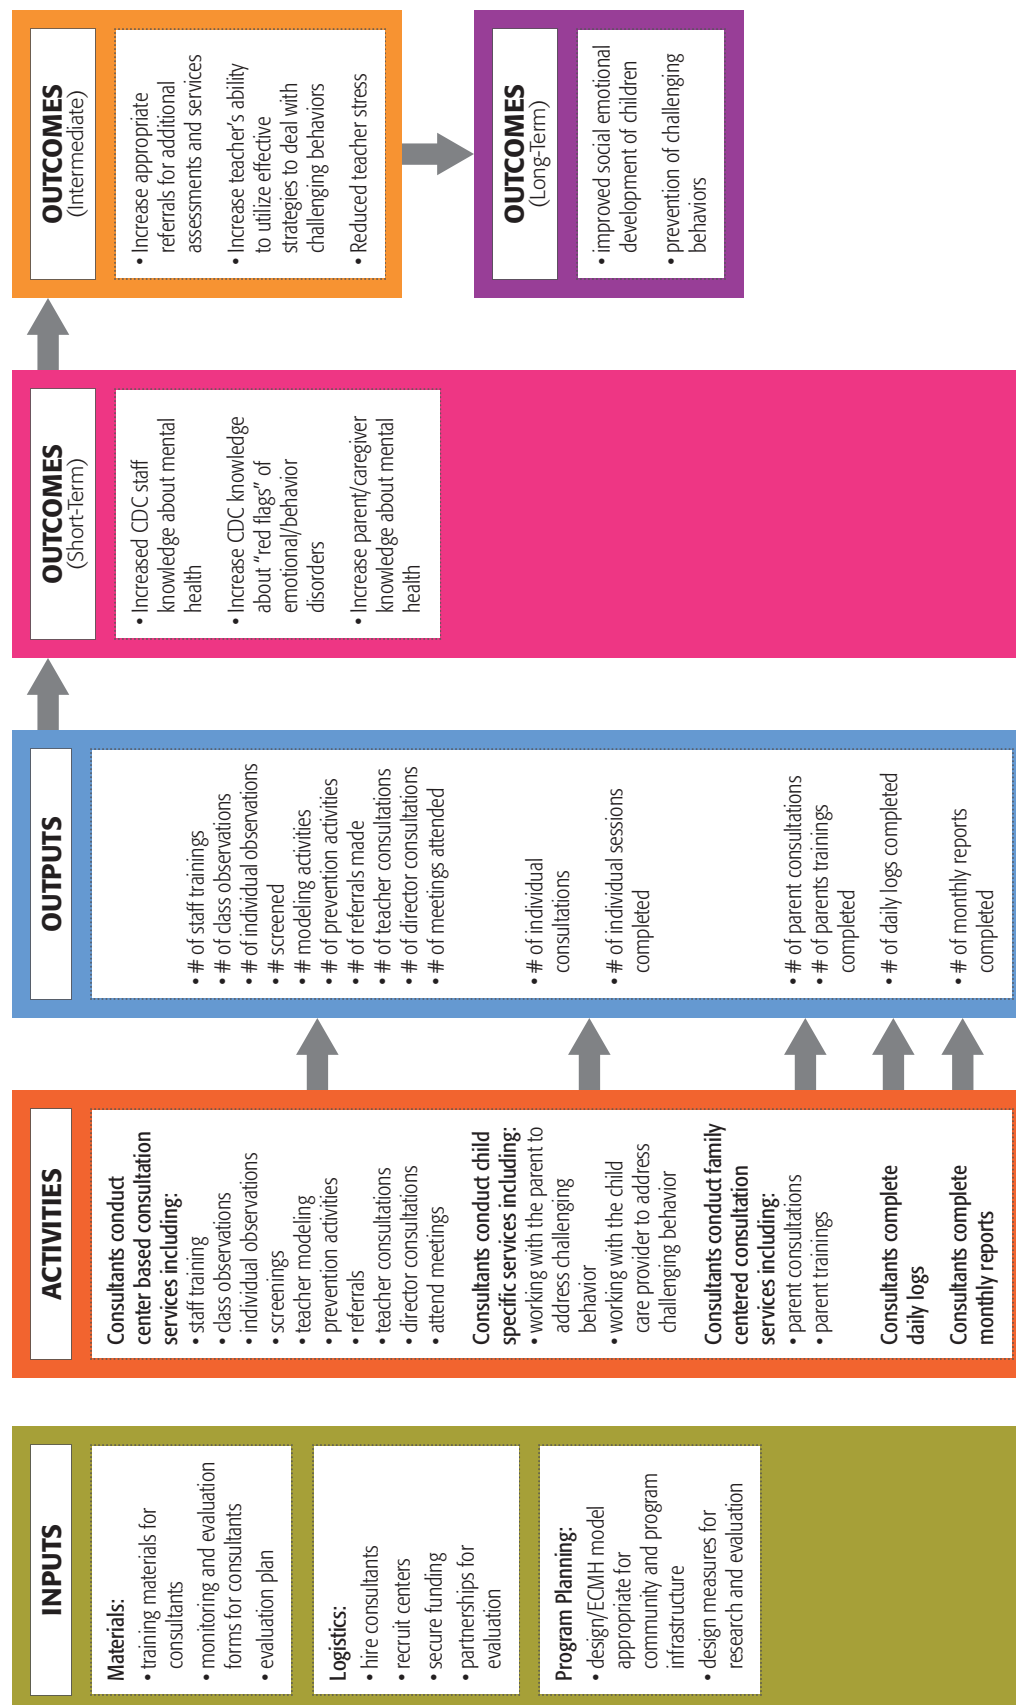 INPUTS
Materials:
• training materials for
consultants
• monitoring and evaluation
forms for consultants
• evaluation plan
Logistics:
• hire consultants
• recruit centers
• secure funding
• partnerships for
evaluation
Program Planning:
• design/ECMH model
appropriate for
community and program
infrastructure
• design measures for
research and evaluation
ACTIVITIES
Consultants conduct
center based consultation
services including:
• staff training
• class observations
• individual observations
• screenings
• teacher modeling
• prevention activities
• referrals
• teacher consultations
• director consultations
• attend meetings
Consultants conduct child
specific services including:
• working with the parent to
address challenging
behavior
• working with the child
care provider to address
challenging behavior
Consultants conduct family
centered consultation
services including:
• parent consultations
• parent trainings
Consultants complete
daily logs
Consultants complete
monthly reports
OUTPUTS
• # of staff trainings
• # of class observations
• # of individual observations
• # screened
• # modeling activities
• # of prevention activities
• # of referrals made
• # of teacher consultations
• # of director consultations
• # of meetings attended
• # of individual
consultations
• # of individual sessions
completed
• # of parent consultations
• # of parents trainings
completed
• # of daily logs completed
• # of monthly reports
completed
OUTCOMES
(Short-Term)
• Increased CDC staff
knowledge about mental
health
• Increase CDC knowledge
about “red flags” of
emotional/behavior
disorders
• Increase parent/caregiver
knowledge about mental
health
OUTCOMES
(Intermediate)
• Increase appropriate
referrals for additional
assessments and services
• Increase teacher’s ability
to utilize effective
strategies to deal with
challenging behaviors
• Reduced teacher stress
OUTCOMES
(Long-Term)
• improved social emotional
development of children
• prevention of challenging
behaviors